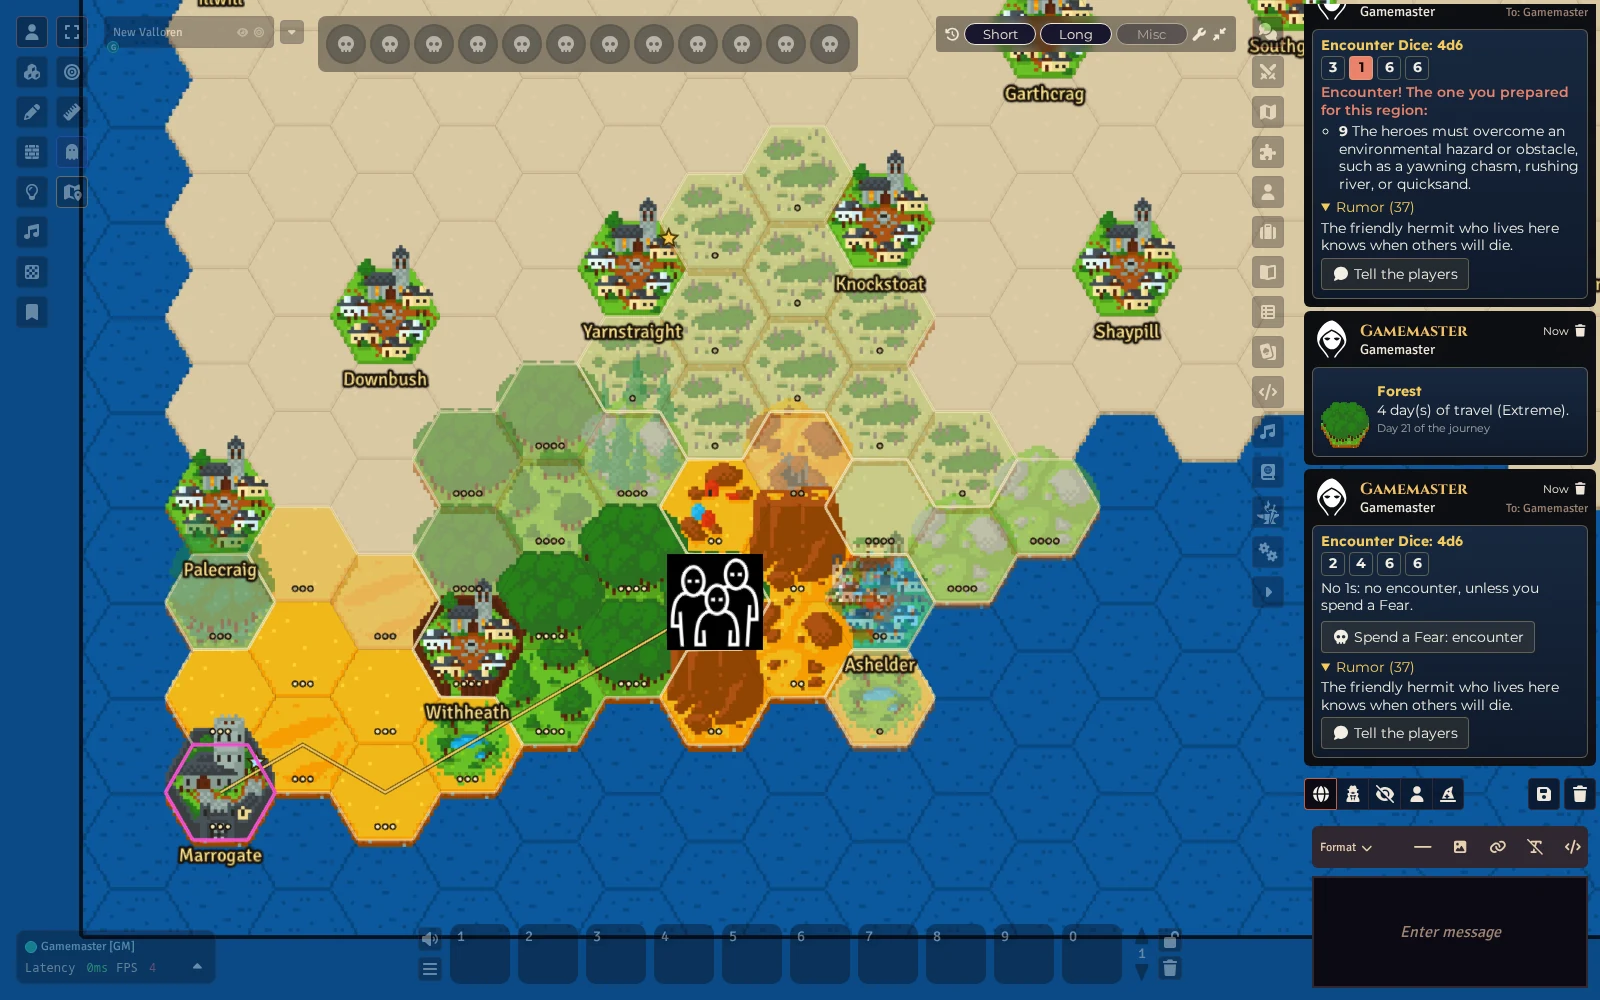 New Valloren
Short
Long
Misc
Garthcrag
Knockstoat
Yarnstraight
Shaypill
Downbush
Palecraig
Ashelder
Withheath
Marrogate
Gamemaster [GM]
Latency 0ms FPS 4
1 2 3 4 5 6 7 8 9 0
1
Gamemaster
To: Gamemaster
Encounter Dice: 4d6
3 1 6 6
Encounter! The one you prepared
for this region:
9 The heroes must overcome an
environmental hazard or obstacle,
such as a yawning chasm, rushing
river, or quicksand.
Rumor (37)
The friendly hermit who lives here
knows when others will die.
Tell the players
GAMEMASTER
Now
Gamemaster
Forest
4 day(s) of travel (Extreme).
Day 21 of the journey
GAMEMASTER
Now
Gamemaster
To: Gamemaster
Encounter Dice: 4d6
2 4 6 6
No 1s: no encounter, unless you
spend a Fear.
Spend a Fear: encounter
Rumor (37)
The friendly hermit who lives here
knows when others will die.
Tell the players
Format
Enter message